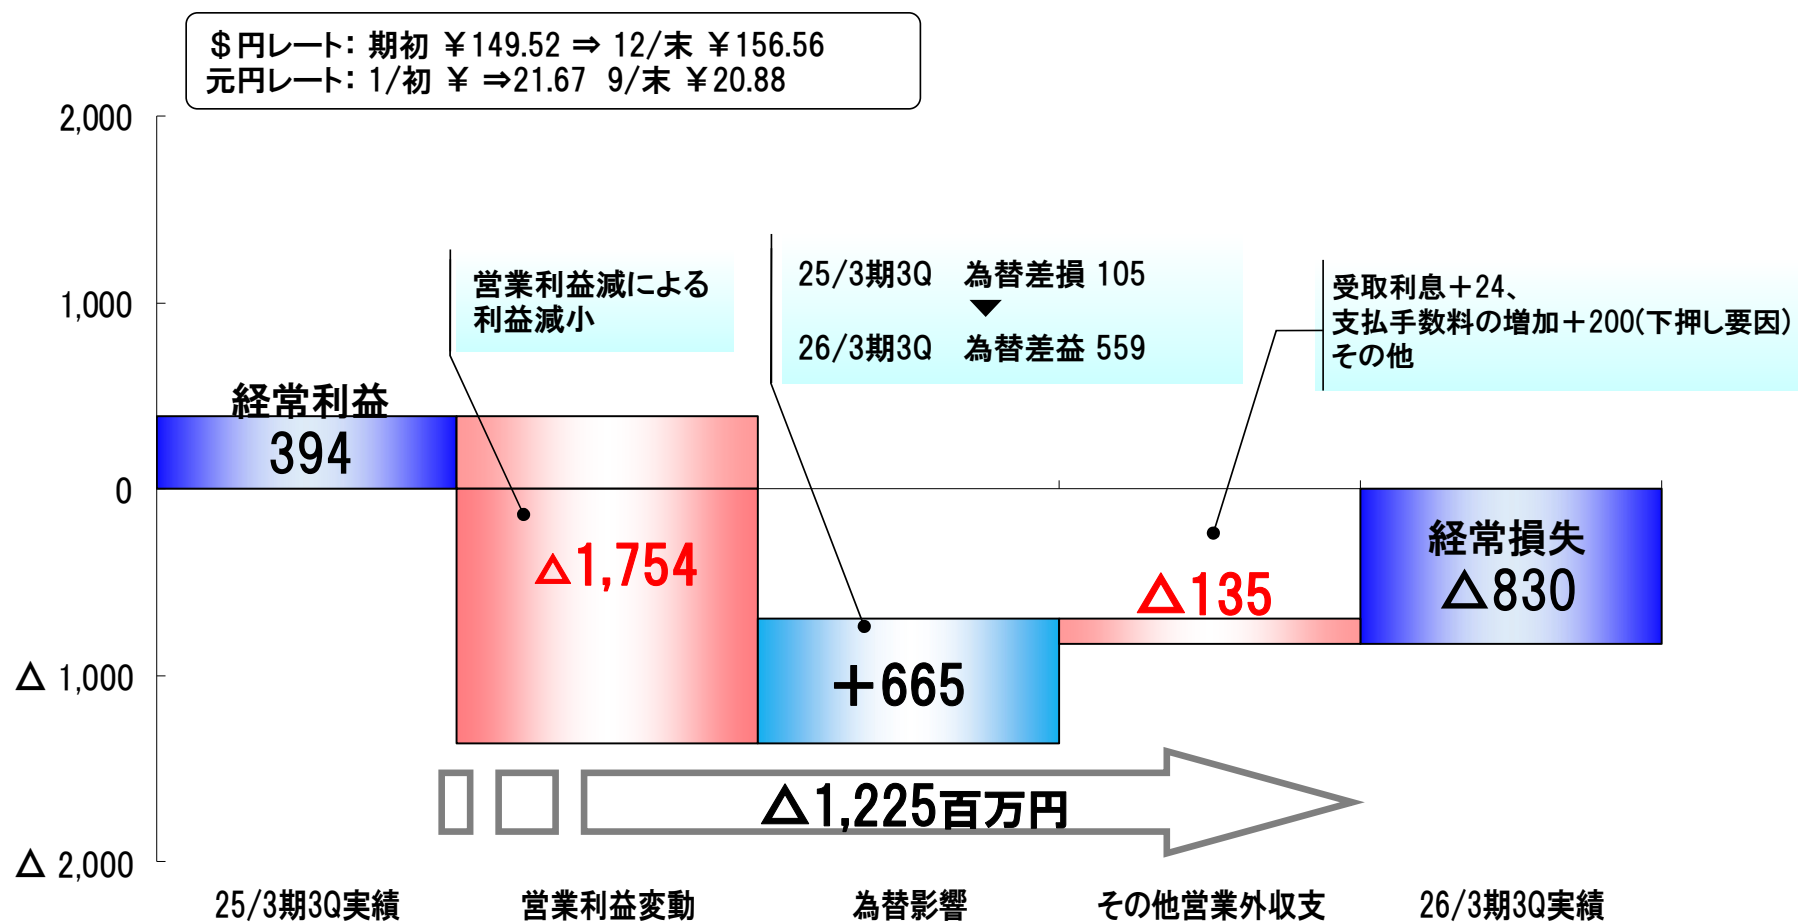 ＄円レート： 期初 ￥149.52 ⇒ 12/末 ￥156.56
元円レート： 1/初 ￥ ⇒21.67 9/末 ￥20.88
2,000
1,000
0
△ 1,000
△ 2,000
営業利益減による
利益減小
25/3期3Q 為替差損 105
▼
26/3期3Q 為替差益 559
受取利息＋24、
支払手数料の増加＋200(下押し要因)
その他
経常利益
394
△1,754
＋665
△135
経常損失
△830
△1,225百万円
25/3期3Q実績
営業利益変動
為替影響
その他営業外収支
26/3期3Q実績